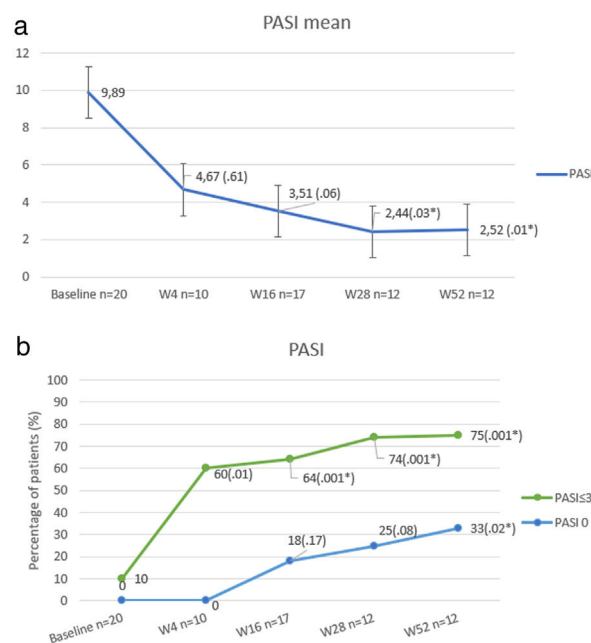 a
PASI mean
12
10
8
6
4
2
0
9,89
4,67 (.61)
3,51 (.06)
2,44(.03*)
2,52 (.01*)
PASI
Baseline n=20
W4 n=10
W16 n=17
W28 n=12
W52 n=12
b
PASI
Percentage of patients (%)
100
90
80
70
60
50
40
30
20
10
0
10
60(.01)
64(.001*)
74(.001*)
75(.001*)
0
0
18(.17)
25(.08)
33(.02*)
PASI≤3
PASI 0
Baseline n=20
W4 n=10
W16 n=17
W28 n=12
W52 n=12